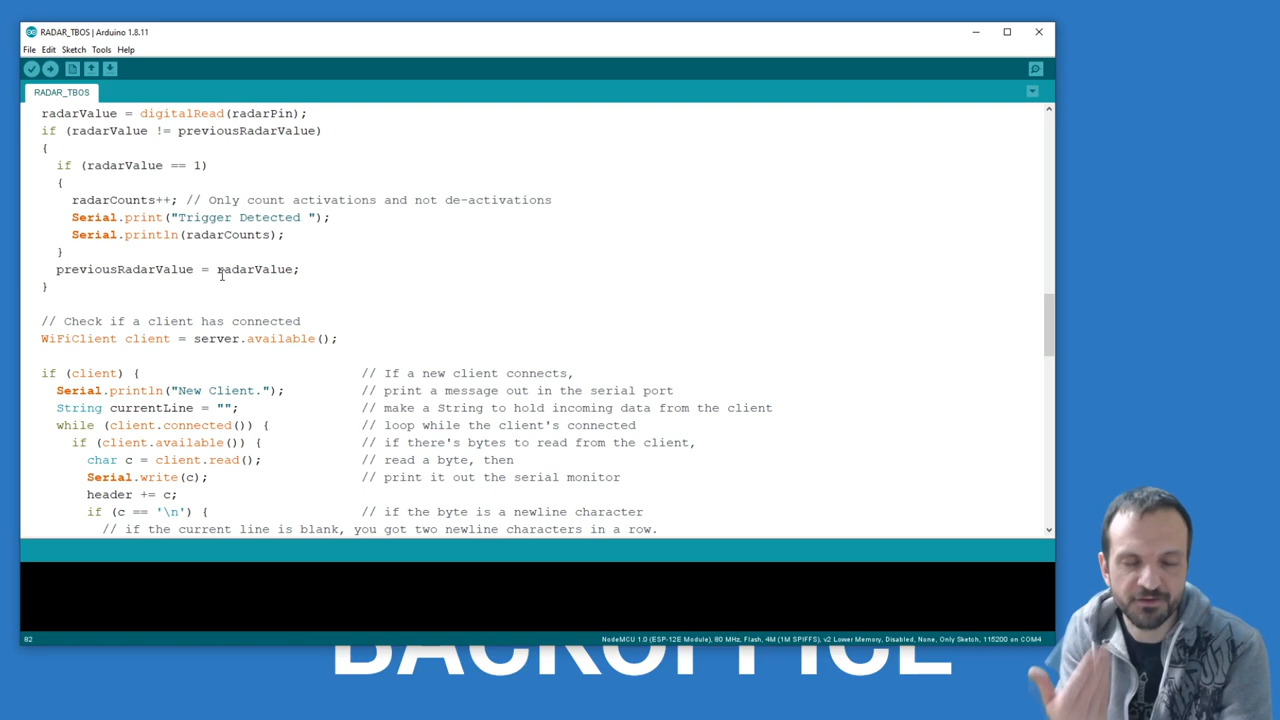 RADAR_TBOS | Arduino 1.8.11
File Edit Sketch Tools Help
RADAR_TBOS
radarValue = digitalRead(radarPin);
if (radarValue != previousRadarValue)
{
if (radarValue == 1)
{
radarCounts++; // Only count activations and not de-activations
Serial.print("Trigger Detected ");
Serial.println(radarCounts);
}
previousRadarValue = radarValue;
}
// Check if a client has connected
WiFiClient client = server.available();
if (client) { // If a new client connects,
Serial.println("New Client."); // print a message out in the serial port
String currentLine = ""; // make a String to hold incoming data from the client
while (client.connected()) { // loop while the client's connected
if (client.available()) { // if there's bytes to read from the client,
char c = client.read(); // read a byte, then
Serial.write(c); // print it out the serial monitor
header += c;
if (c == '\n') { // if the byte is a newline character
// if the current line is blank, you got two newline characters in a row.
82 NodeMCU 1.0 (ESP-12E Module), 80 MHz, Flash, 4M (1M SPIFFS), v2 Lower Memory, Disabled, None, Only Sketch, 115200 on COM4
BACKOFFICE